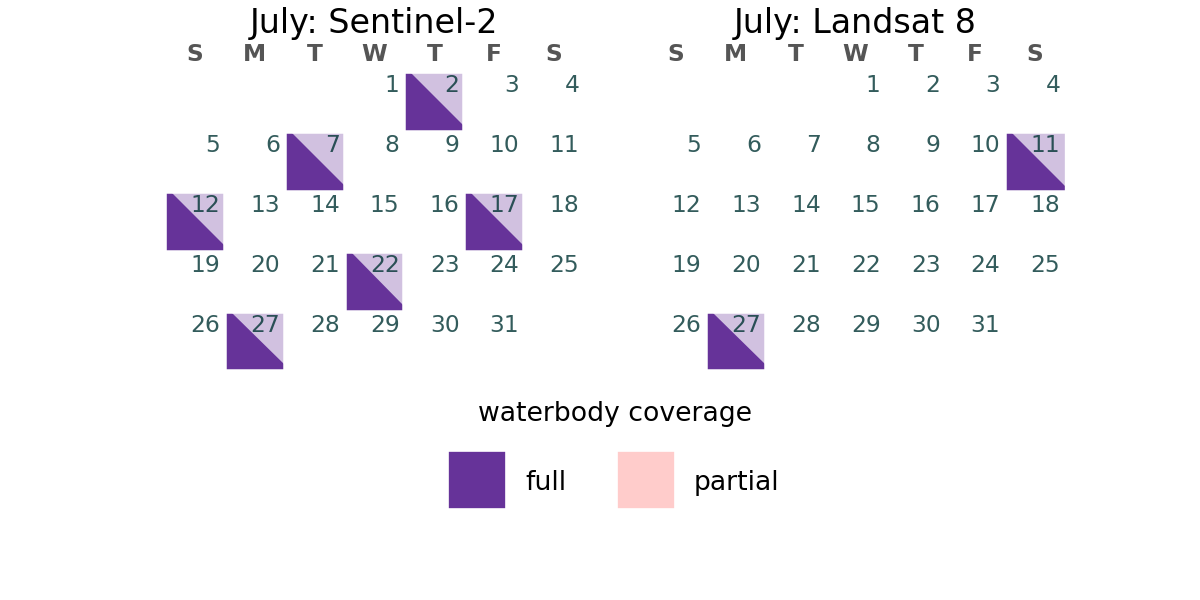 July: Sentinel-2
S M T W T F S
1 2 3 4
5 6 7 8 9 10 11
12 13 14 15 16 17 18
19 20 21 22 23 24 25
26 27 28 29 30 31
July: Landsat 8
S M T W T F S
1 2 3 4
5 6 7 8 9 10 11
12 13 14 15 16 17 18
19 20 21 22 23 24 25
26 27 28 29 30 31
waterbody coverage
full partial